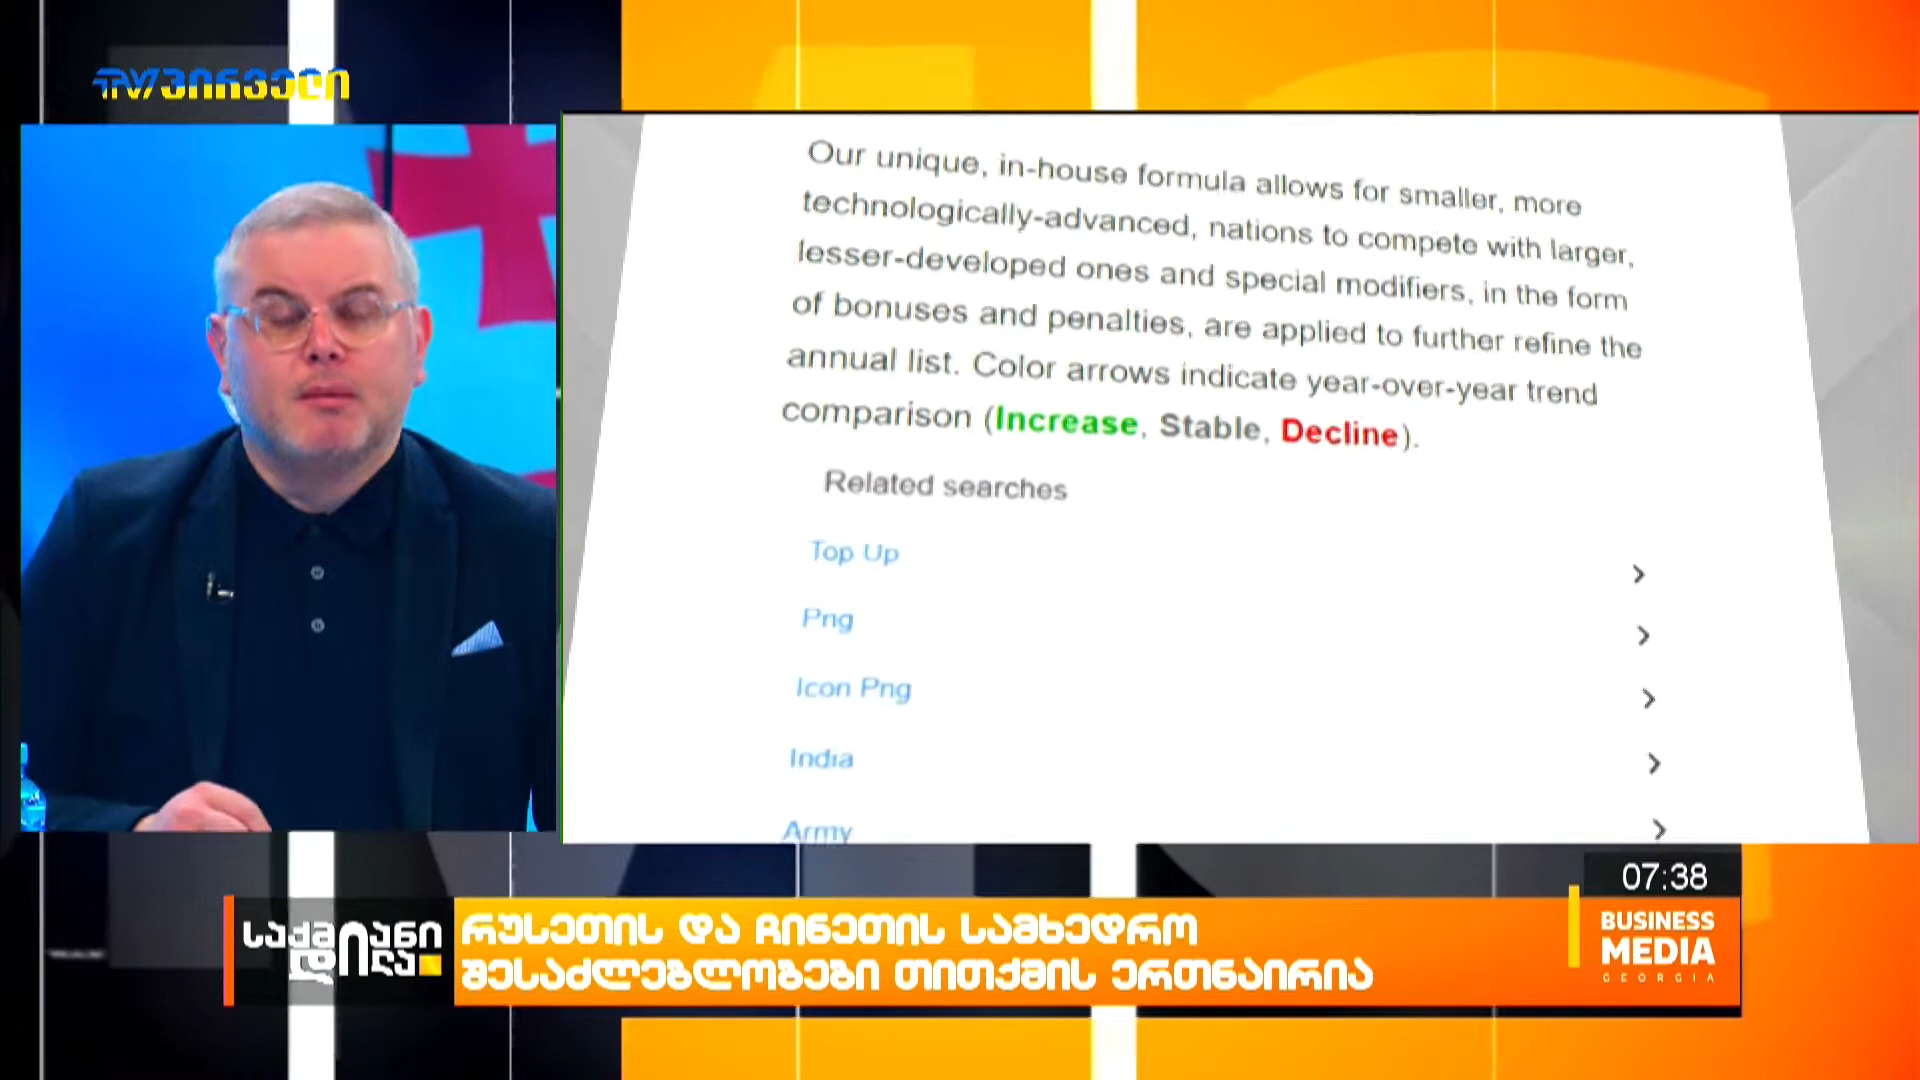 TV პირველი
Our unique, in-house formula allows for smaller, more
technologically-advanced, nations to compete with larger,
lesser-developed ones and special modifiers, in the form
of bonuses and penalties, are applied to further refine the
annual list. Color arrows indicate year-over-year trend
comparison (Increase, Stable, Decline).
Related searches
Top Up
Png
Icon Png
India
Army
07:38
საქმიანი
დილა
რუსეთის და ჩინეთის სამხედრო
შესაძლებლობები თითქმის ერთნაირია
BUSINESS
MEDIA
GEORGIA